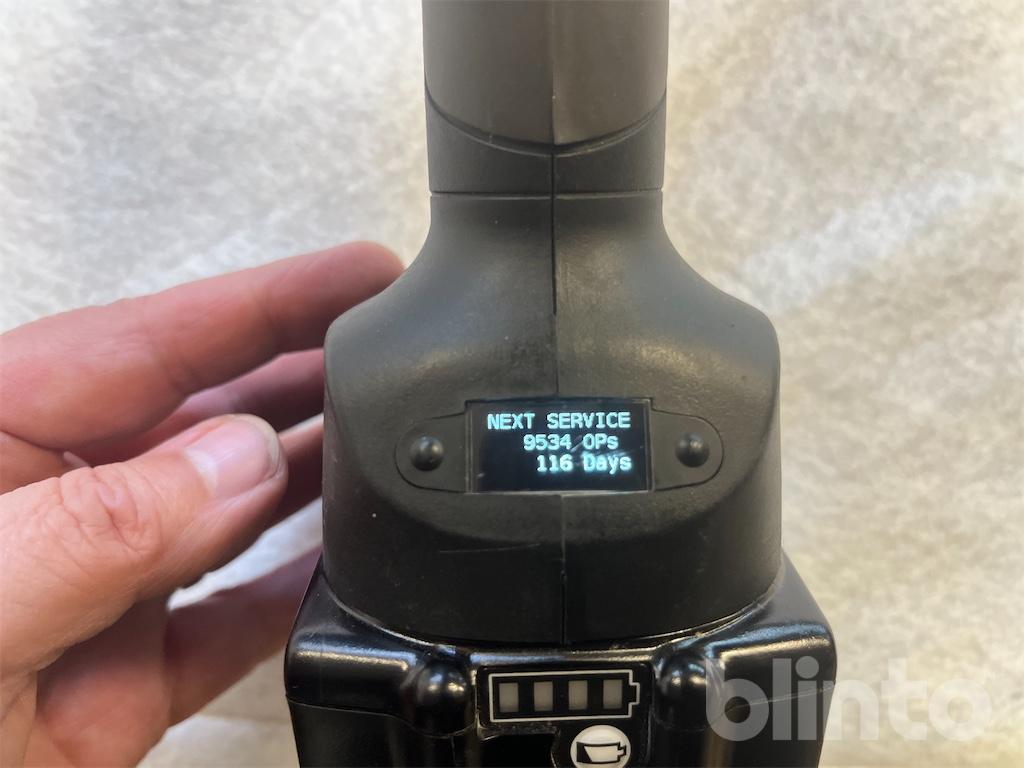 NEXT SERVICE
9534 OPs
116 Days
blinto